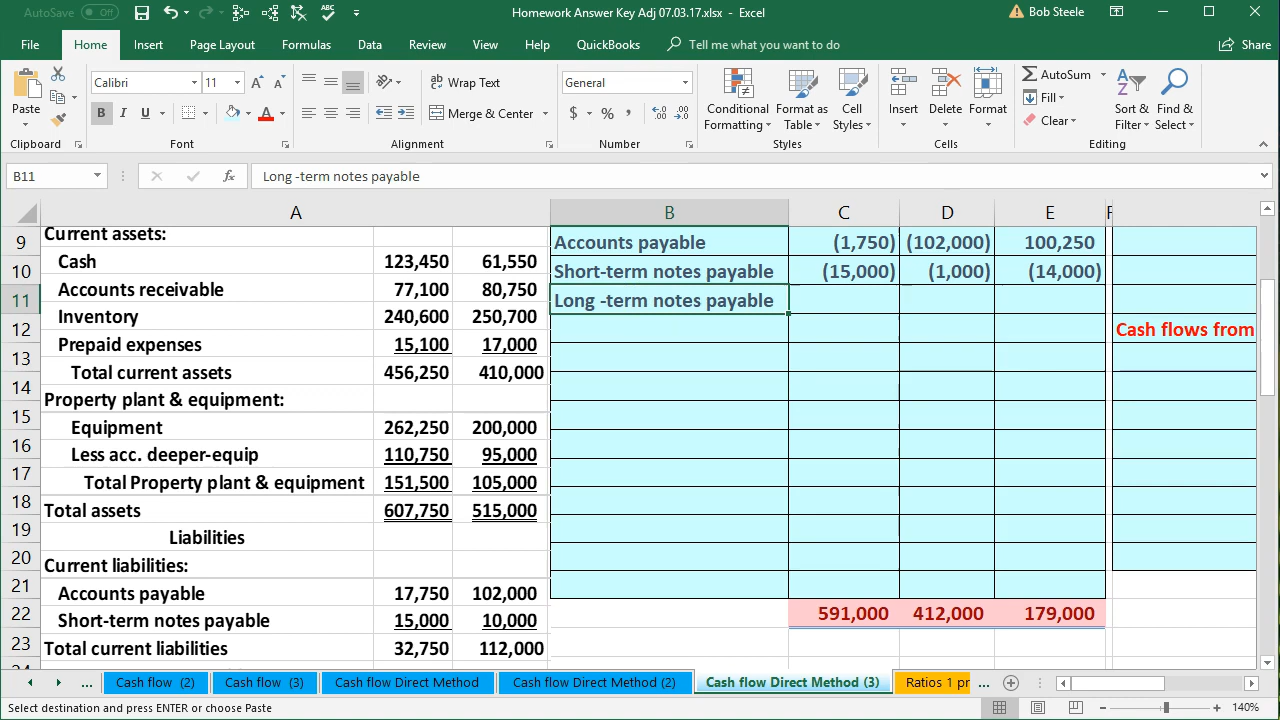 AutoSave Off Homework Answer Key Adj 07.03.17.xlsx - Excel Bob Steele
File Home Insert Page Layout Formulas Data Review View Help QuickBooks Tell me what you want to do Share
Paste Calibri 11 Wrap Text General Conditional Formatting Format as Table Cell Styles Insert Delete Format AutoSum Sort & Filter Find & Select
B I U Merge & Center $ % Fill
Clear
Clipboard Font Alignment Number Styles Cells Editing
B11 fx Long -term notes payable
A B C D E F
9 Current assets: Accounts payable (1,750) (102,000) 100,250
10 Cash 123,450 61,550 Short-term notes payable (15,000) (1,000) (14,000)
11 Accounts receivable 77,100 80,750 Long -term notes payable
12 Inventory 240,600 250,700 Cash flows from
13 Prepaid expenses 15,100 17,000
14 Total current assets 456,250 410,000
15 Property plant & equipment:
16 Equipment 262,250 200,000
17 Less acc. deeper-equip 110,750 95,000
18 Total Property plant & equipment 151,500 105,000
19 Total assets 607,750 515,000
20 Liabilities
21 Current liabilities:
22 Accounts payable 17,750 102,000 591,000 412,000 179,000
23 Short-term notes payable 15,000 10,000
Total current liabilities 32,750 112,000
... Cash flow (2) Cash flow (3) Cash flow Direct Method Cash flow Direct Method (2) Cash flow Direct Method (3) Ratios 1 pr ...
Select destination and press ENTER or choose Paste 140%